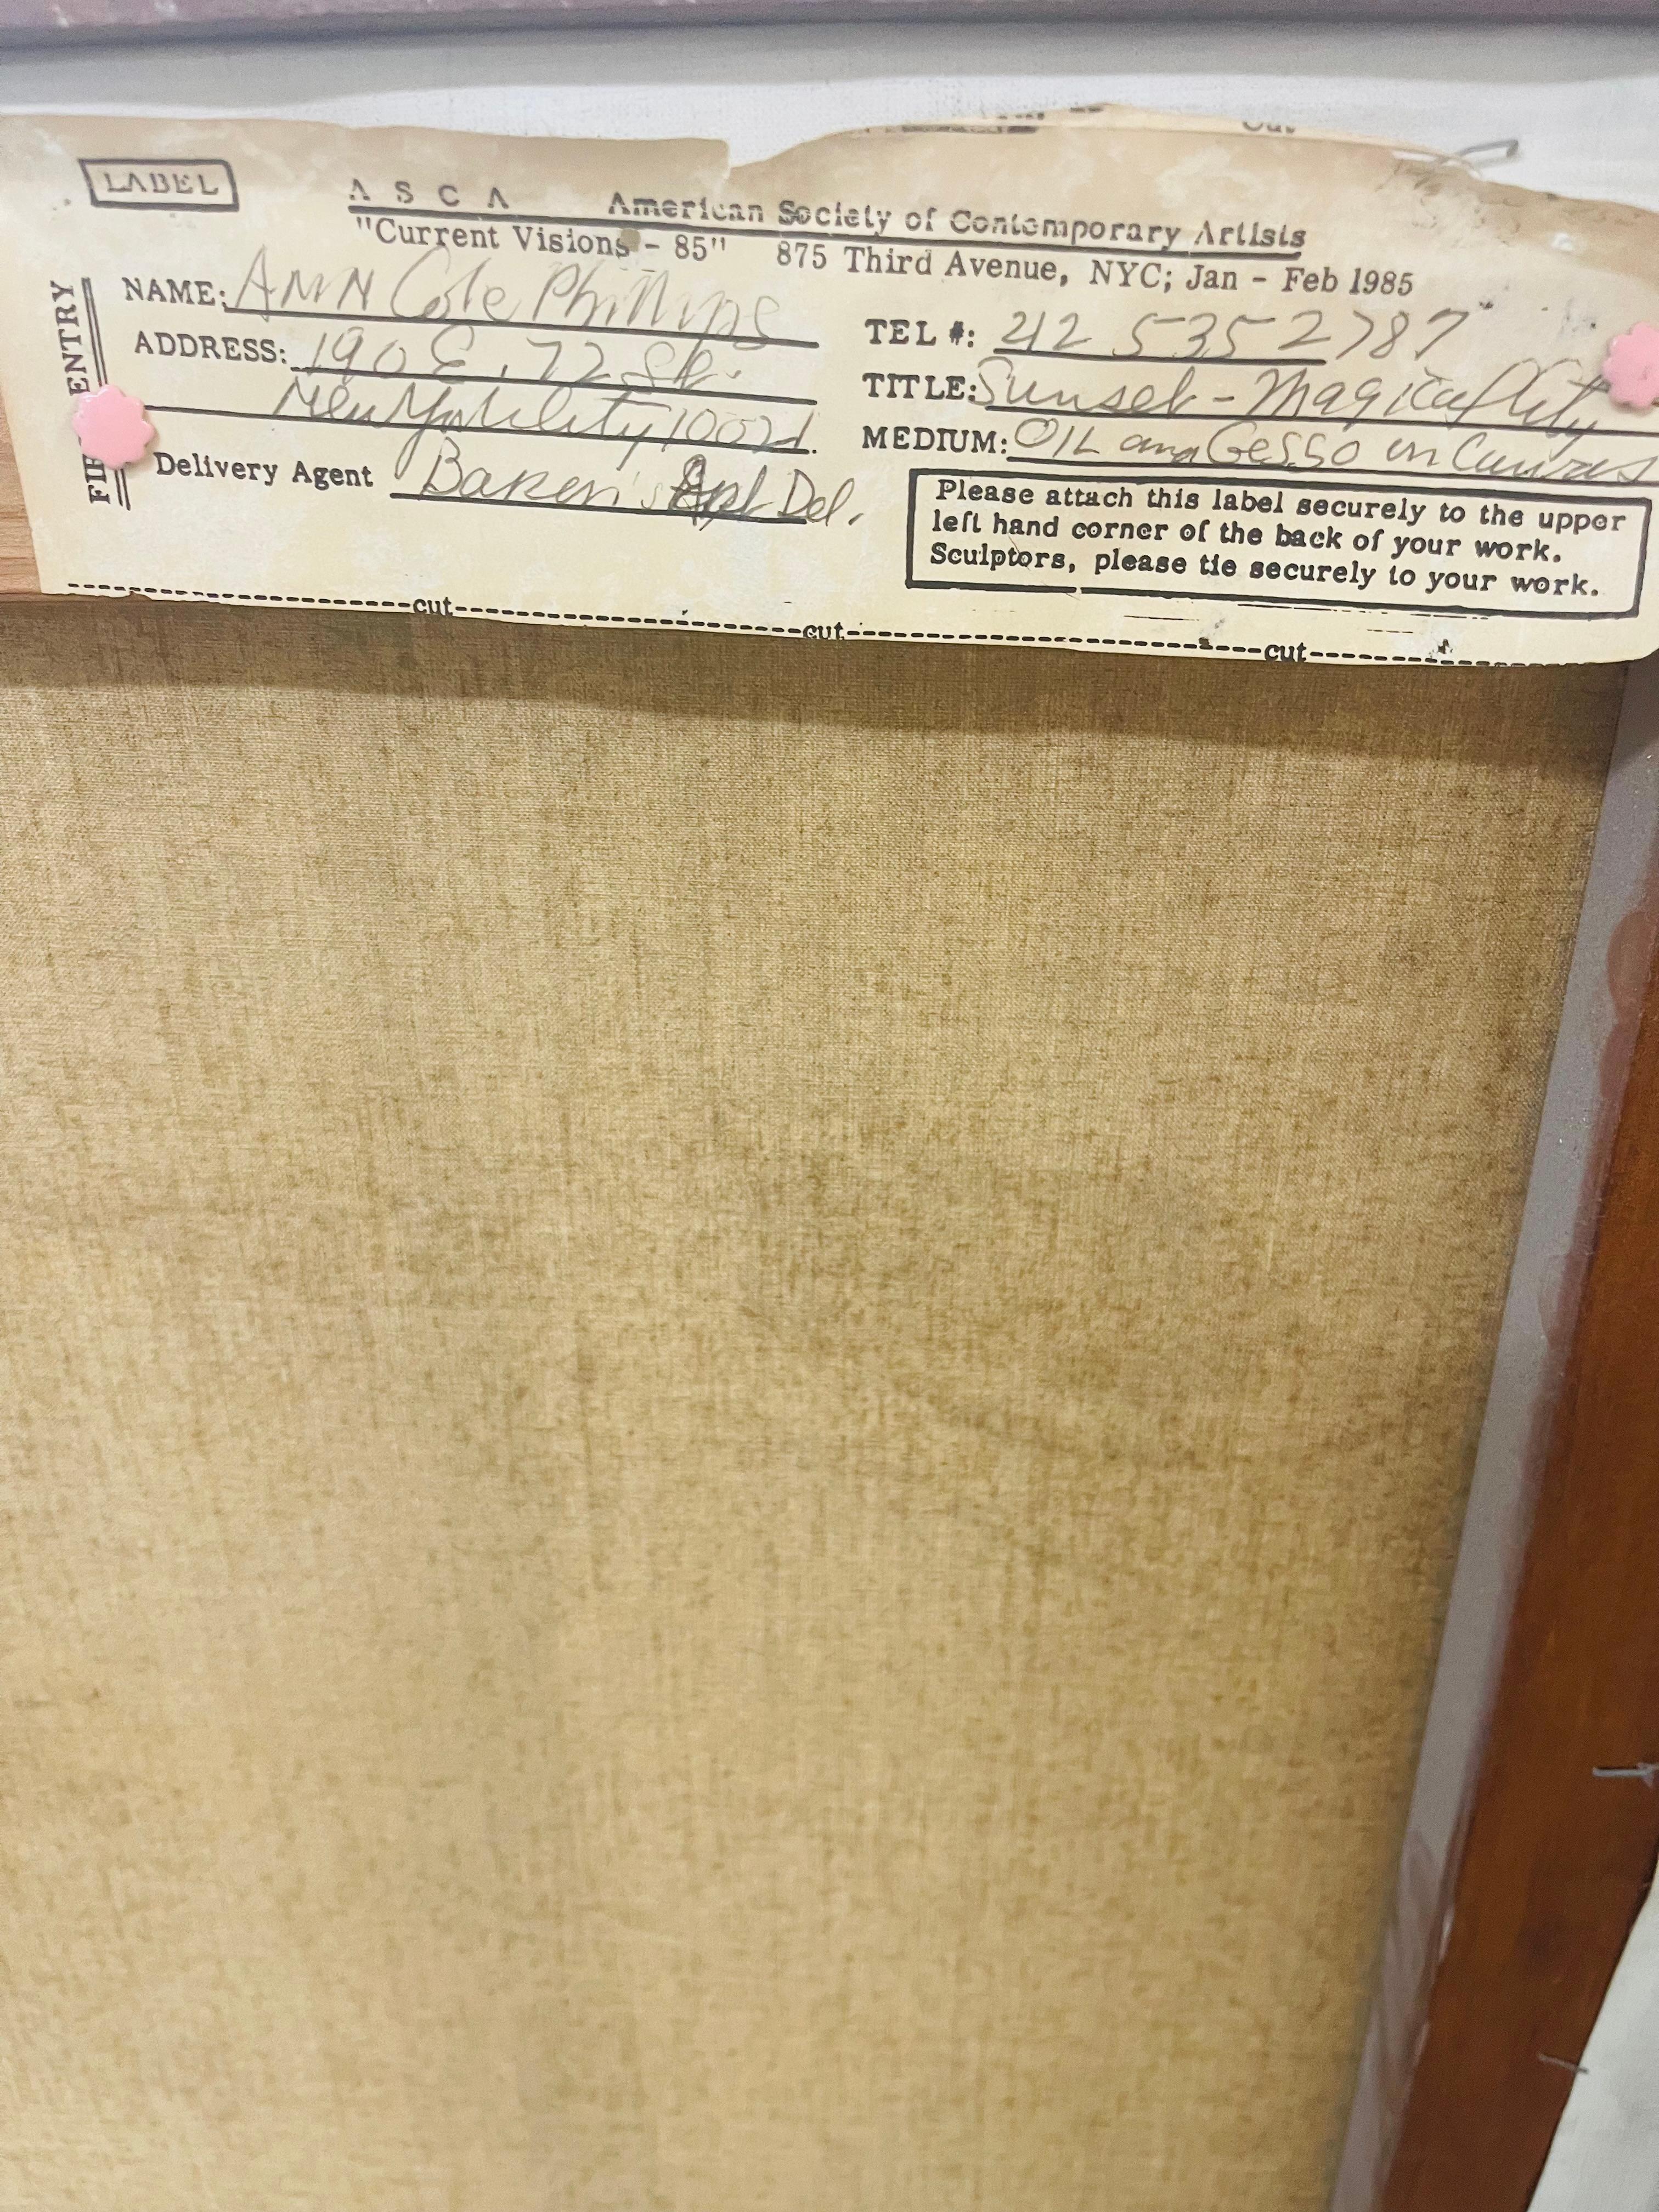 LABEL
A S C A American Society of Contemporary Artists
"Current Visions - 85" 875 Third Avenue, NYC; Jan - Feb 1985
NAME: ANN Cole Phillips
TEL #: 212 535 2787
ADDRESS: 190 E. 72 St.
New York City 10021.
TITLE: Sunset - Magical City
MEDIUM: OIL and Gesso on Canvas
Delivery Agent Baker's Del.
Please attach this label securely to the upper
left hand corner of the back of your work.
Sculptors, please tie securely to your work.
ENTRY
cut cut cut